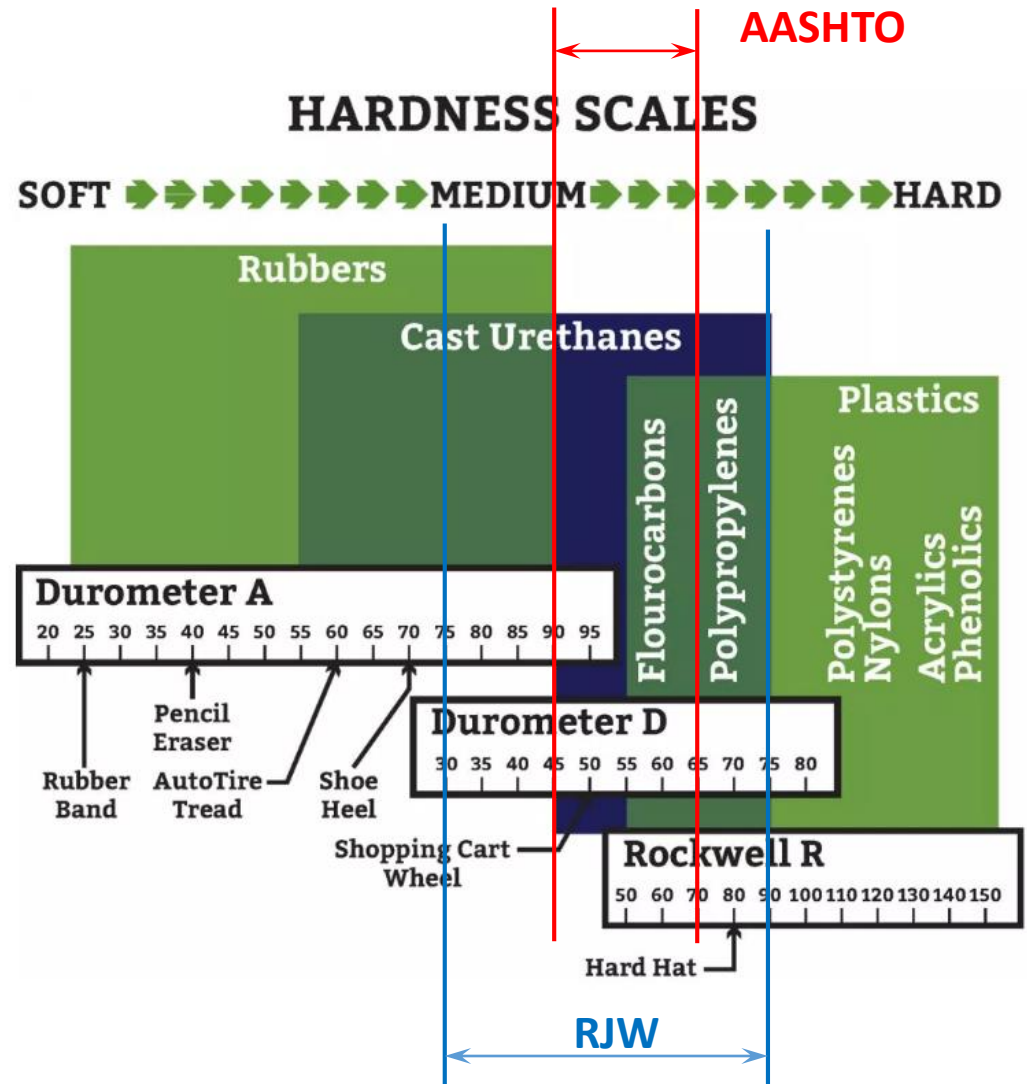 AASHTO
HARDNESS SCALES
SOFT MEDIUM HARD
Rubbers
Cast Urethanes
Plastics
Flourocarbons
Polypropylenes
Polystyrenes
Nylons
Acrylics
Phenolics
Durometer A
20 25 30 35 40 45 50 55 60 65 70 75 80 85 90 95
Pencil
Eraser
Rubber
Band
AutoTire
Tread
Shoe
Heel
Durometer D
30 35 40 45 50 55 60 65 70 75 80
Shopping Cart
Wheel
Rockwell R
50 60 70 80 90 100 110 120 130 140 150
Hard Hat
RJW